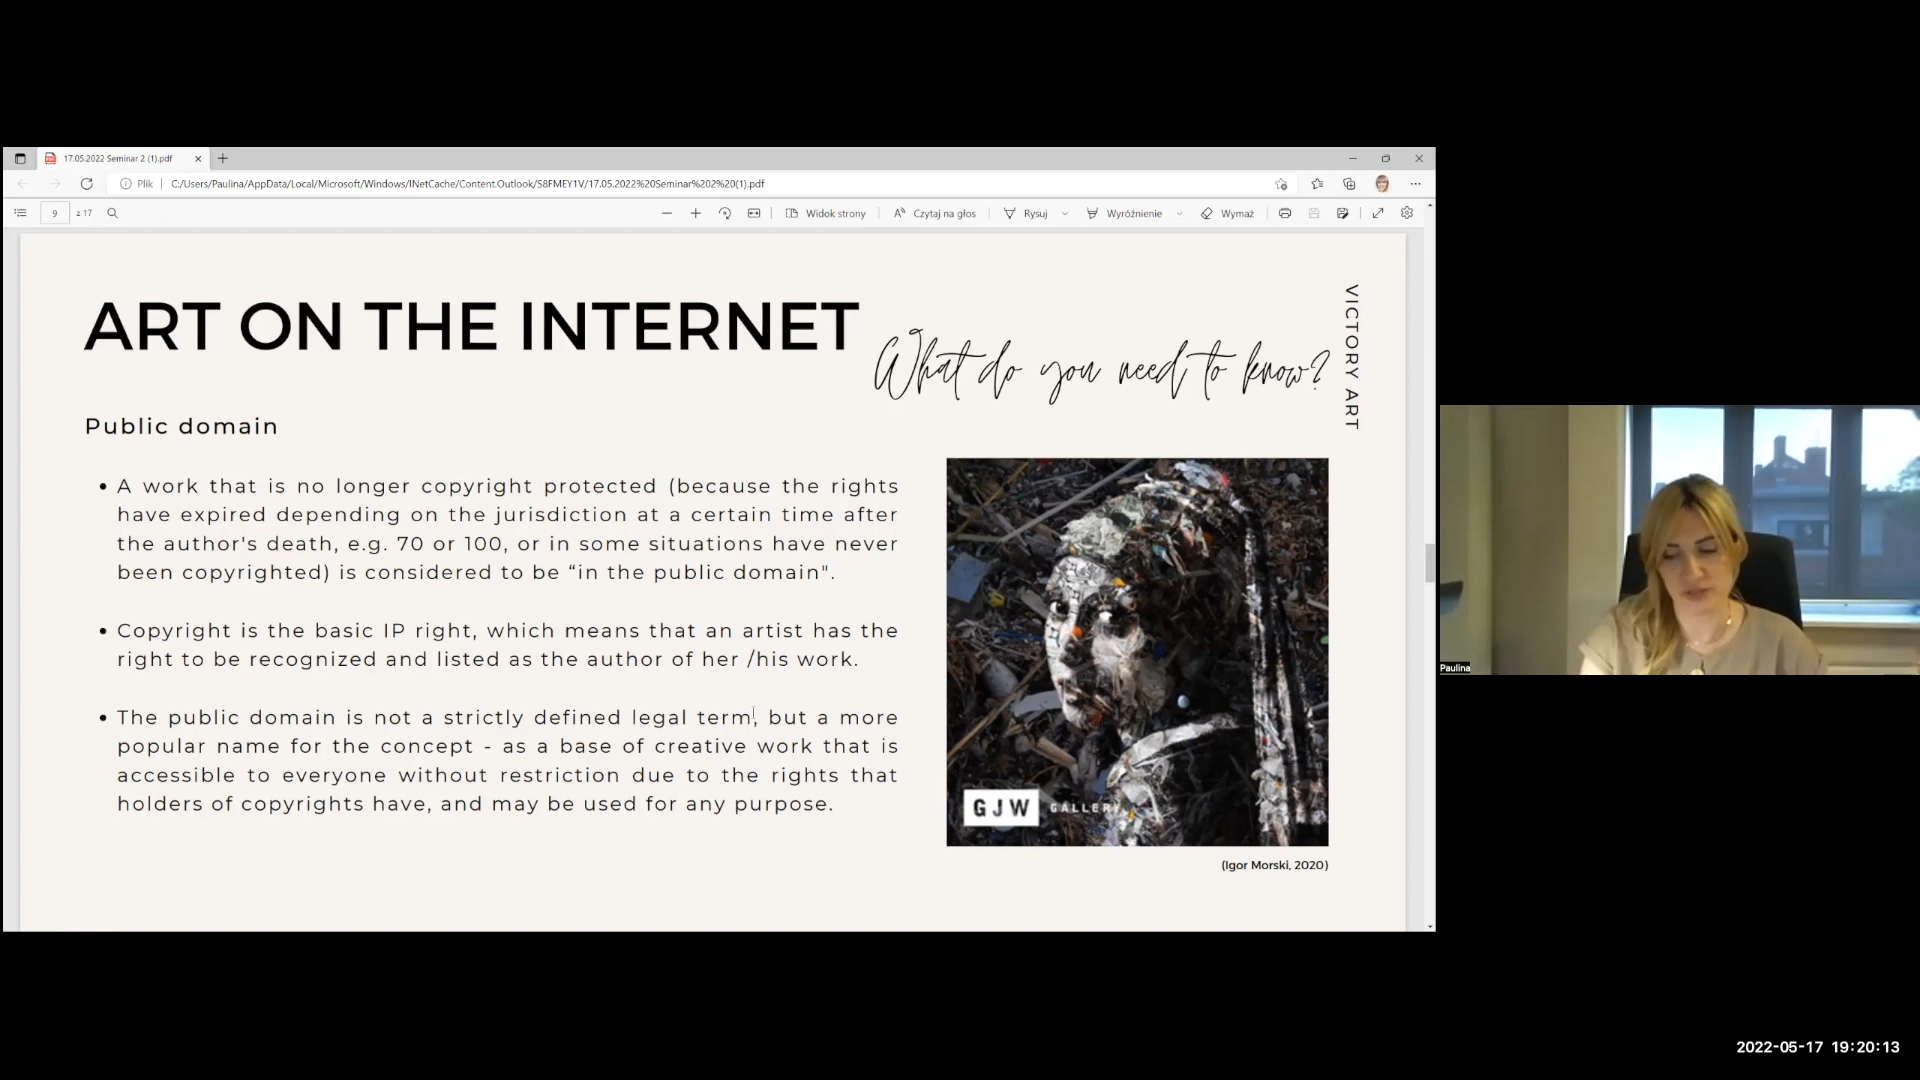 17.05.2022 Seminar 2 (1).pdf
Plik
C:/Users/Paulina/AppData/Local/Microsoft/Windows/INetCache/Content.Outlook/S8FMEY1V/17.05.2022%20Seminar%202%20(1).pdf
9 z 17 Widok strony Czytaj na głos Rysuj Wyróżnienie Wymaż
ART ON THE INTERNET
What do you need to know?
VICTORY ART
Public domain
• A work that is no longer copyright protected (because the rights
have expired depending on the jurisdiction at a certain time after
the author's death, e.g. 70 or 100, or in some situations have never
been copyrighted) is considered to be “in the public domain".
• Copyright is the basic IP right, which means that an artist has the
right to be recognized and listed as the author of her /his work.
• The public domain is not a strictly defined legal term, but a more
popular name for the concept - as a base of creative work that is
accessible to everyone without restriction due to the rights that
holders of copyrights have, and may be used for any purpose.
GJW GALLERY
(Igor Morski, 2020)
Paulina
2022-05-17 19:20:13